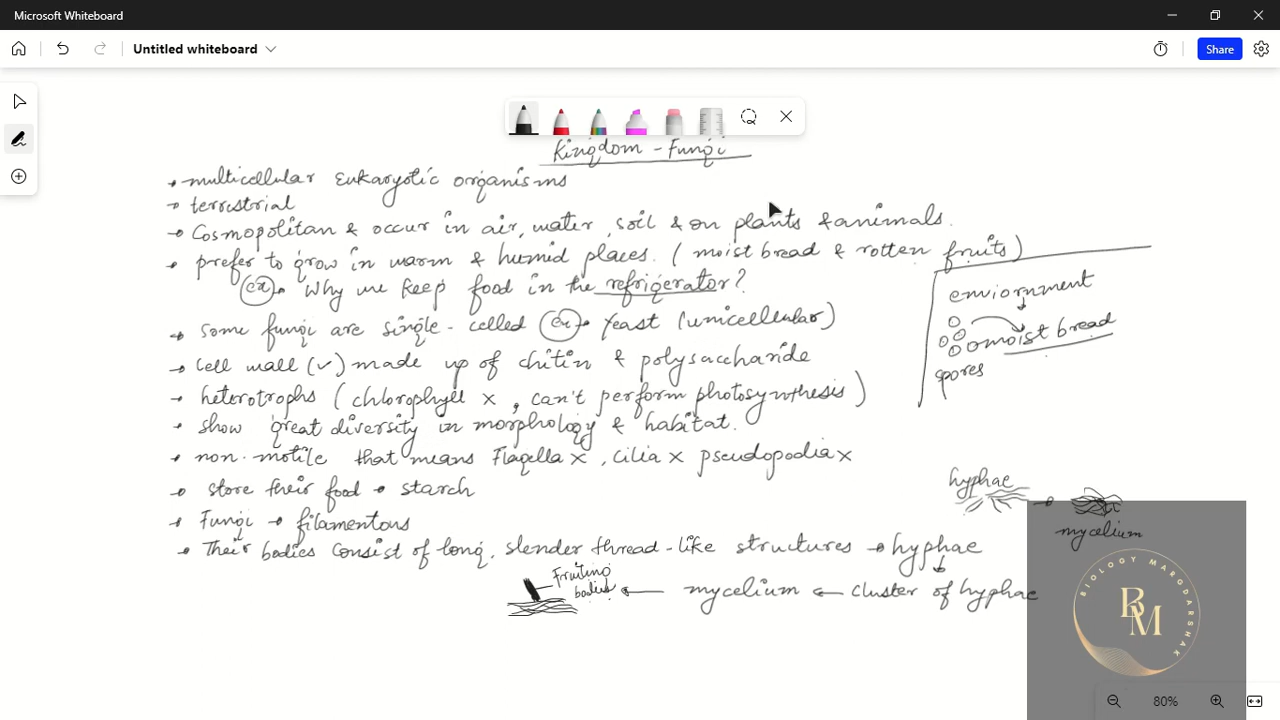 Microsoft Whiteboard
Untitled whiteboard
Share
Kingdom - Fungi
multicellular eukaryotic organisms
terristrial
Cosmopolitan & occur in air, water, soil & on plants & animals.
prefer to grow in warm & humid places. (moist bread & rotten fruits)
ex Why we keep food in the refrigerator?
some fungi are single-celled ex yeast (unicellular)
cell wall (✓) made up of chitin & polysaccharide
heterotrophs (chlorophyll x, can't perform photosynthesis)
show great diversity in morphology & habitat.
non-motile that means Flagella x, cilia x pseudopodia x
store their food → starch
Fungi → filamentous
Their bodies consist of long, slender thread-like structures → hyphae
mycelium ← cluster of hyphae
Fruiting
bodies
enviornment
moist bread
spores
hyphae
mycelium
BIOLOGY MARGDARSHAK
BM
80%